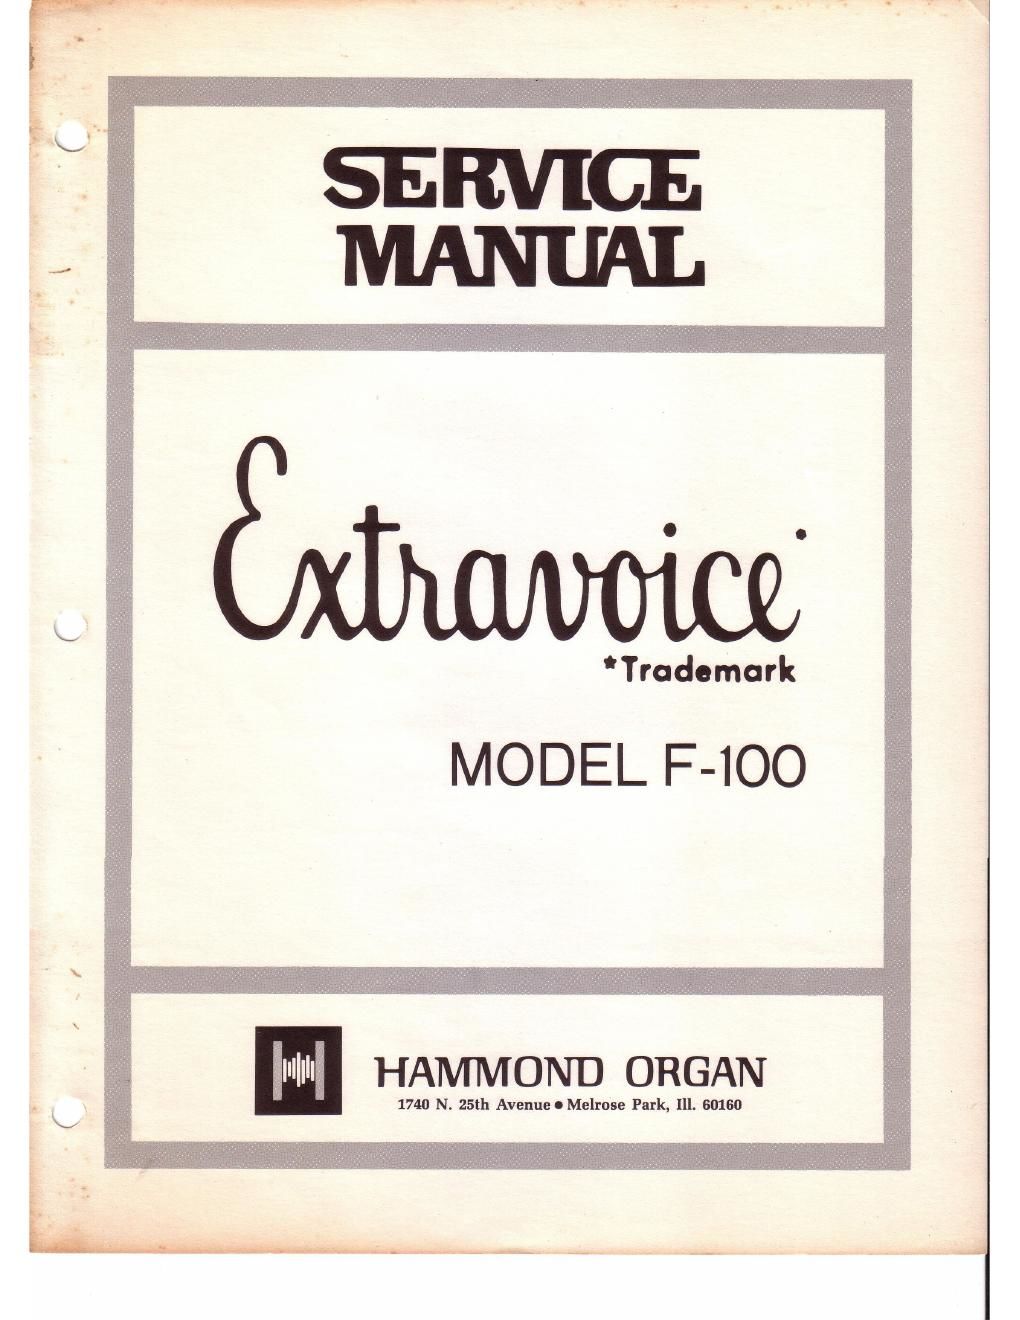 SERVICE
MANUAL
Extravoice*
*Trademark
MODEL F-100
HAMMOND ORGAN
1740 N. 25th Avenue ● Melrose Park, Ill. 60160